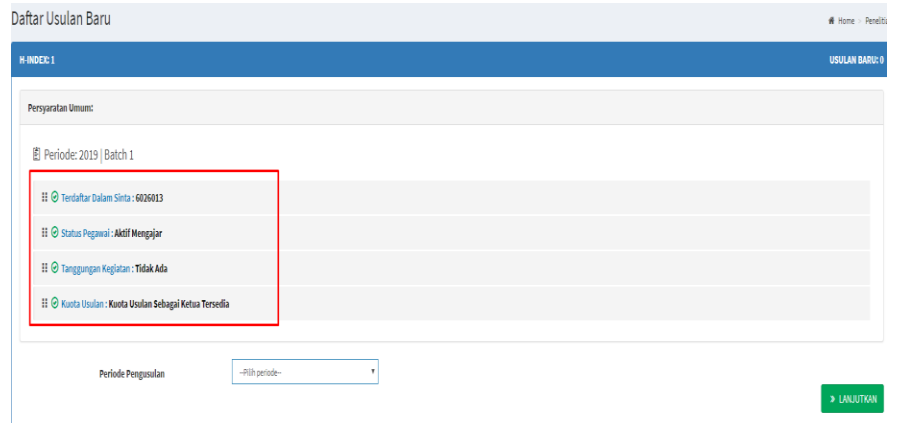 Daftar Usulan Baru
Home > Peneliti
H-INDEX: 1
USULAN BARU: 0
Persyaratan Umum:
Periode: 2019 | Batch 1
Terdaftar Dalam Sinta : 6026013
Status Pegawai : Aktif Mengajar
Tanggungan Kegiatan : Tidak Ada
Kuota Usulan : Kuota Usulan Sebagai Ketua Tersedia
Periode Pengusulan
--Pilih periode--
LANJUTKAN